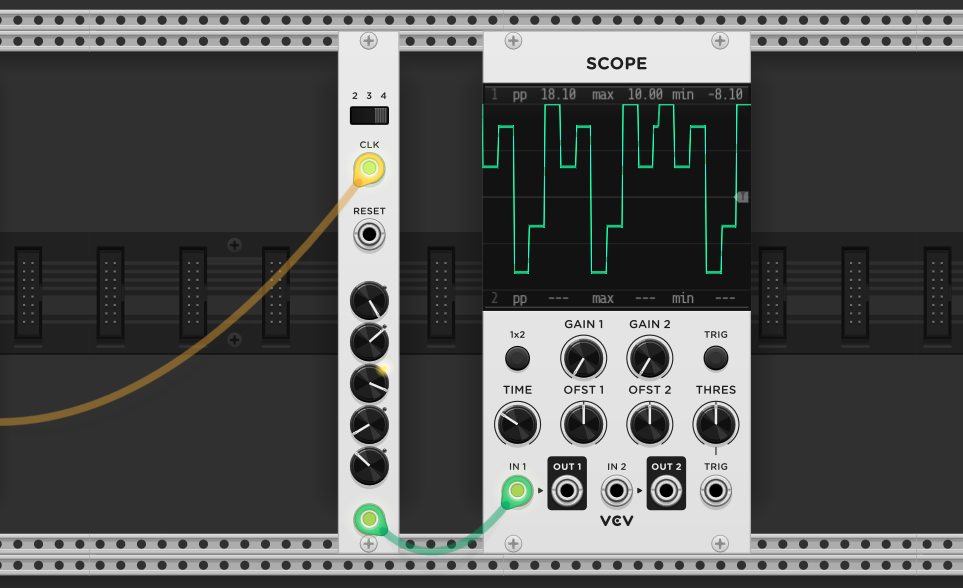 SCOPE
2 3 4
1 pp 18.10 max 10.00 min -8.10
CLK
RESET
1
2 pp --- max --- min ---
GAIN 1 GAIN 2
1x2 TRIG
TIME OFST 1 OFST 2 THRES
IN 1 OUT 1 IN 2 OUT 2 TRIG
VCV